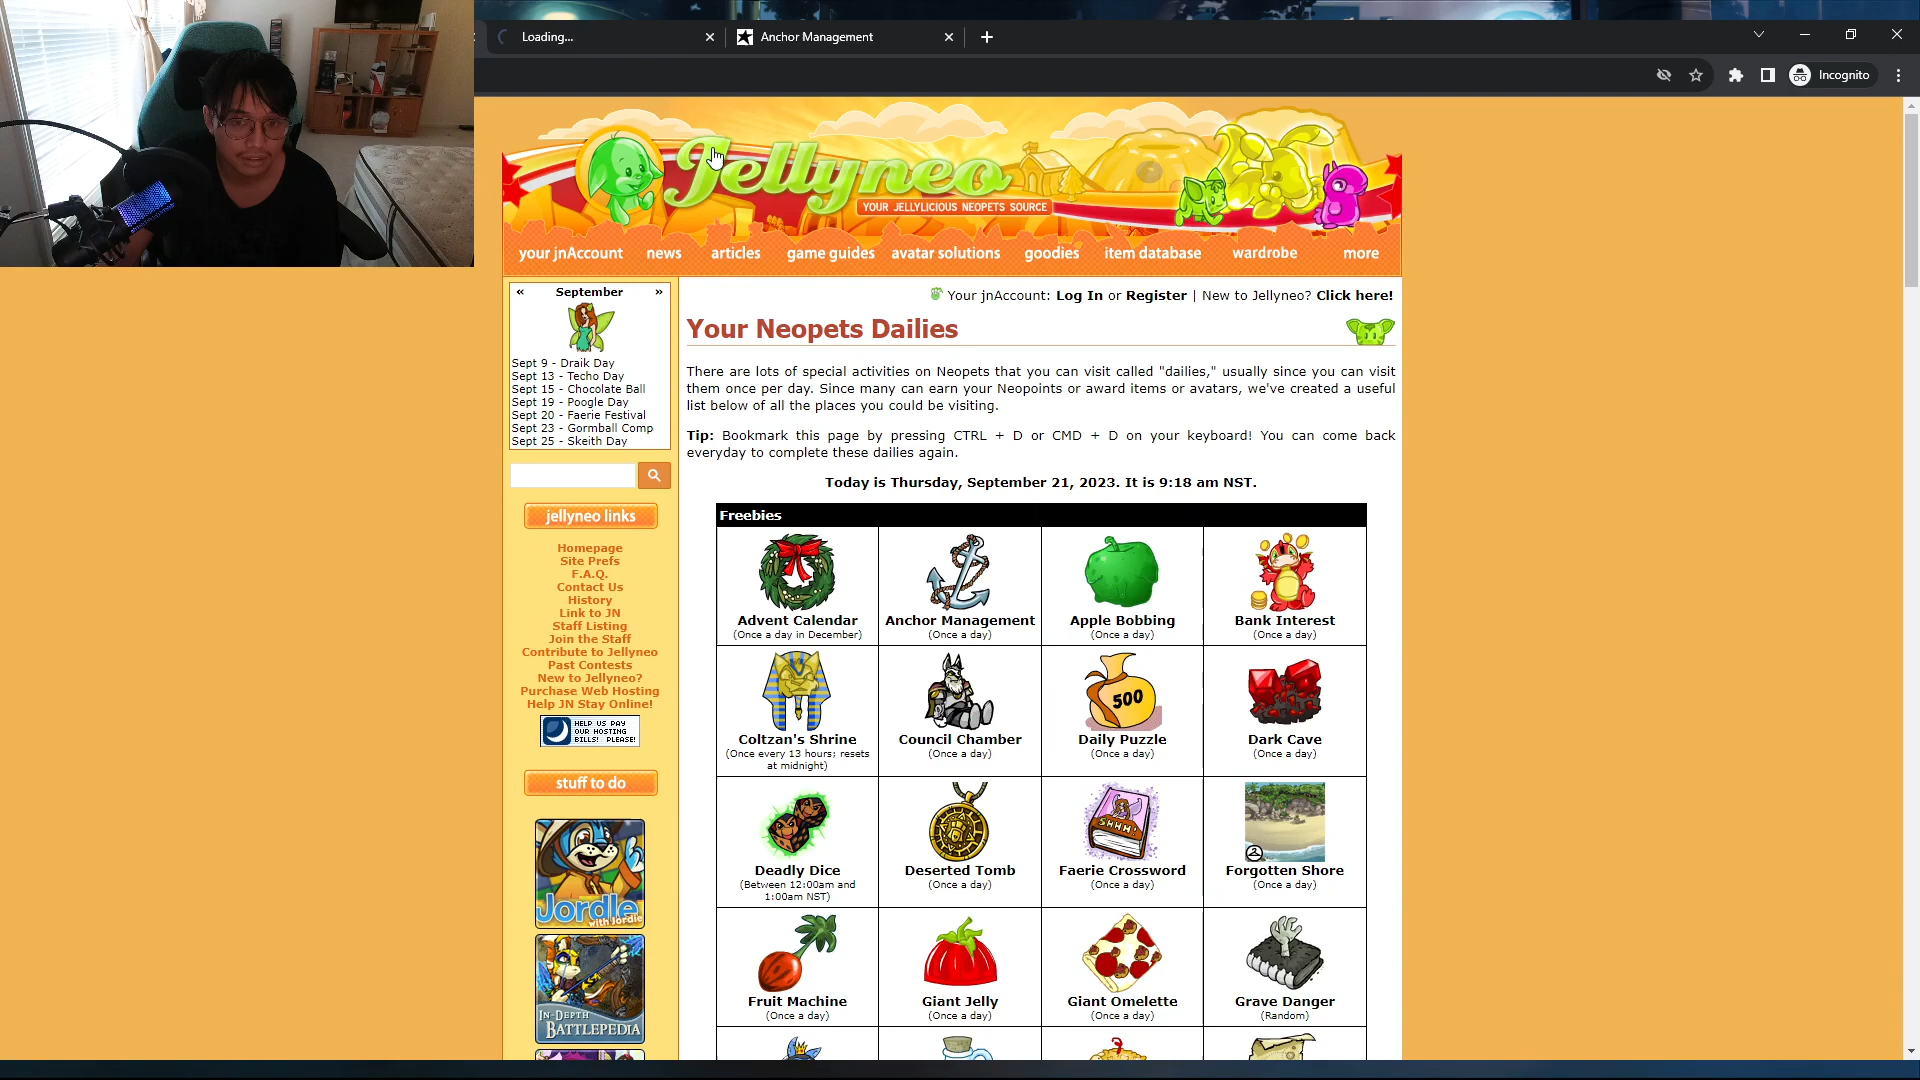 Loading...
Anchor Management
Incognito
Jellyneo
YOUR JELLYLICIOUS NEOPETS SOURCE
your jnAccount news articles game guides avatar solutions goodies item database wardrobe more
« September »
Sept 9 - Draik Day
Sept 13 - Techo Day
Sept 15 - Chocolate Ball
Sept 19 - Poogle Day
Sept 20 - Faerie Festival
Sept 23 - Gormball Comp
Sept 25 - Skeith Day
jellyneo links
Homepage
Site Prefs
F.A.Q.
Contact Us
History
Link to JN
Staff Listing
Join the Staff
Contribute to Jellyneo
Past Contests
New to Jellyneo?
Purchase Web Hosting
Help JN Stay Online!
HELP US PAY
OUR HOSTING
BILLS! PLEASE!
stuff to do
Jordle
with Jordie
IN-DEPTH
BATTLEPEDIA
Your jnAccount: Log In or Register | New to Jellyneo? Click here!
Your Neopets Dailies
There are lots of special activities on Neopets that you can visit called "dailies," usually since you can visit
them once per day. Since many can earn your Neopoints or award items or avatars, we've created a useful
list below of all the places you could be visiting.
Tip: Bookmark this page by pressing CTRL + D or CMD + D on your keyboard! You can come back
everyday to complete these dailies again.
Today is Thursday, September 21, 2023. It is 9:18 am NST.
Freebies
Advent Calendar
(Once a day in December)
Anchor Management
(Once a day)
Apple Bobbing
(Once a day)
Bank Interest
(Once a day)
Coltzan's Shrine
(Once every 13 hours; resets
at midnight)
Council Chamber
(Once a day)
500
Daily Puzzle
(Once a day)
Dark Cave
(Once a day)
Deadly Dice
(Between 12:00am and
1:00am NST)
Deserted Tomb
(Once a day)
SHHH!
Faerie Crossword
(Once a day)
Forgotten Shore
(Once a day)
Fruit Machine
(Once a day)
Giant Jelly
(Once a day)
Giant Omelette
(Once a day)
Grave Danger
(Random)